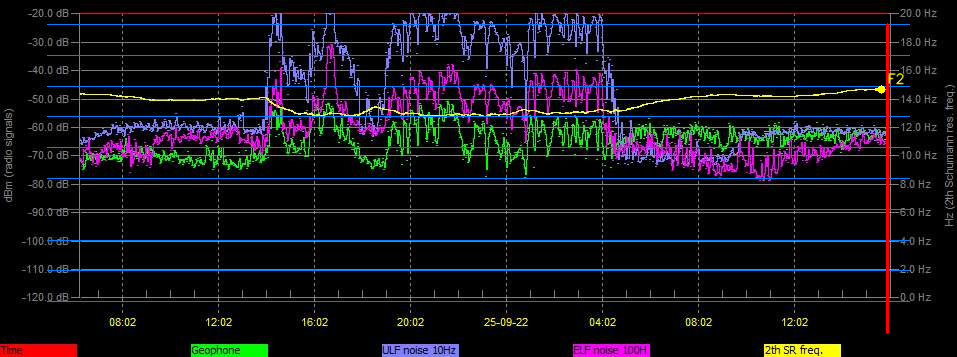 -20.0 dB 20.0 Hz
-30.0 dB 18.0 Hz
-40.0 dB 16.0 Hz
F2
-50.0 dB 14.0 Hz
-60.0 dB 12.0 Hz
-70.0 dB 10.0 Hz
-80.0 dB 8.0 Hz
-90.0 dB 6.0 Hz
-100.0 dB 4.0 Hz
-110.0 dB 2.0 Hz
-120.0 dB 0.0 Hz
dBm (radio signals)
Hz (2th Schumann res. freq.)
08:02 12:02 16:02 20:02 25-09-22 04:02 08:02 12:02
Time Geophone ULF noise 10Hz ELF noise 100H 2th SR freq.